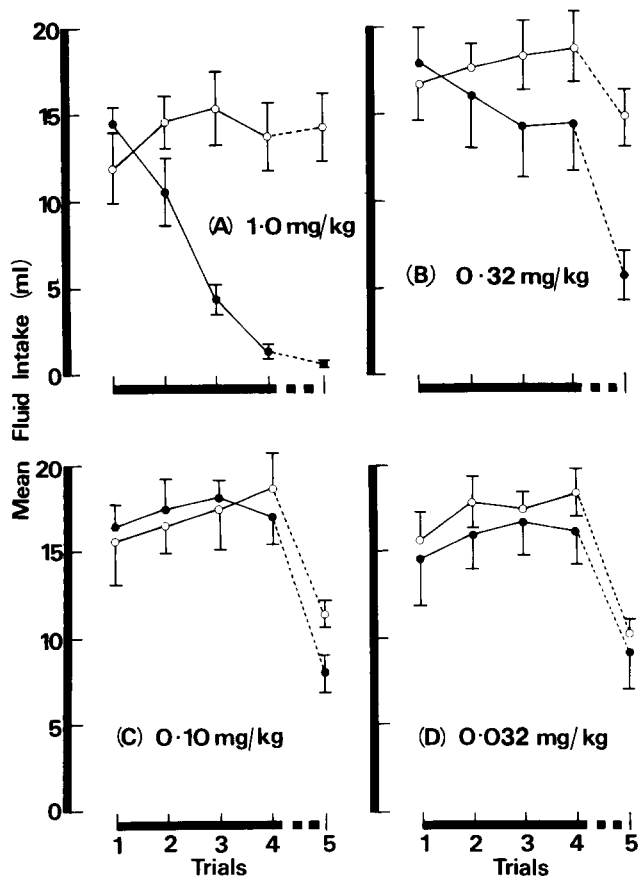 20
15
10
5
0
(A) 1·0 mg/kg
(B) 0·32 mg/kg
Mean Fluid Intake (ml)
20
15
10
5
0
(C) 0·10 mg/kg
(D) 0·032 mg/kg
1 2 3 4 5
Trials
1 2 3 4 5
Trials